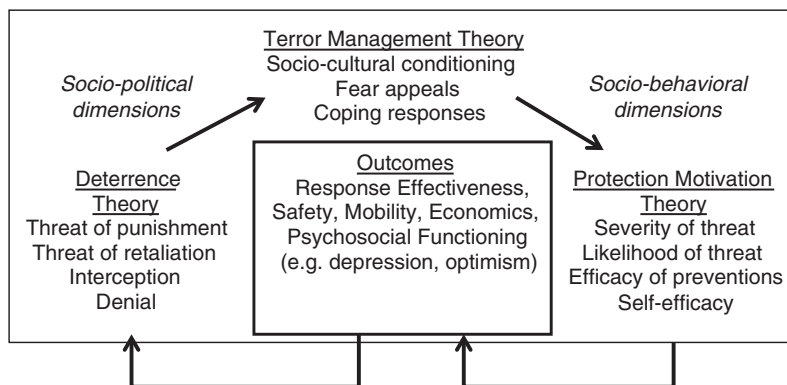 Terror Management Theory
Socio-cultural conditioning
Fear appeals
Coping responses
Socio-political
dimensions
Socio-behavioral
dimensions
Deterrence
Theory
Threat of punishment
Threat of retaliation
Interception
Denial
Outcomes
Response Effectiveness,
Safety, Mobility, Economics,
Psychosocial Functioning
(e.g. depression, optimism)
Protection Motivation
Theory
Severity of threat
Likelihood of threat
Efficacy of preventions
Self-efficacy